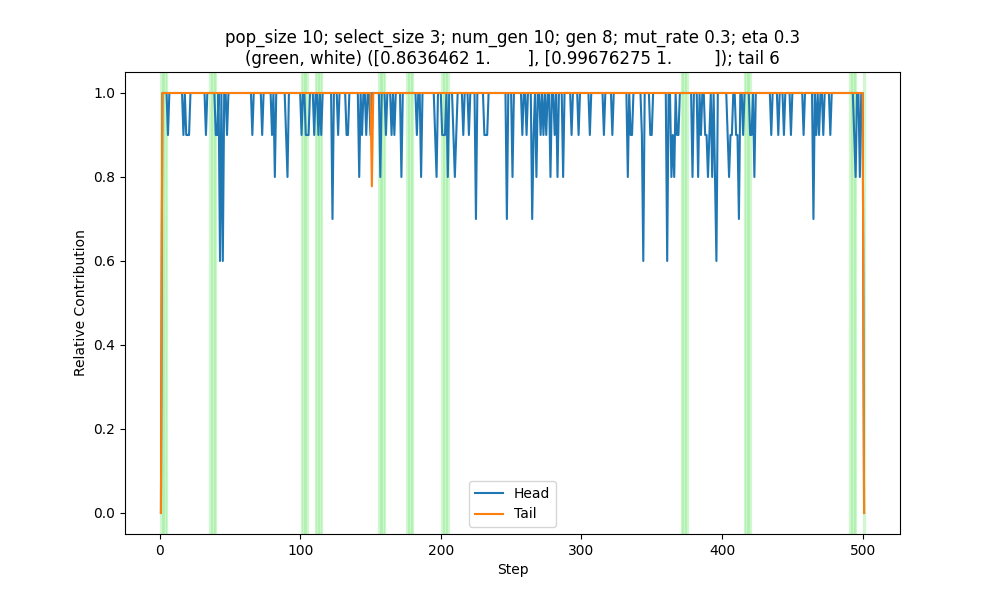 pop_size 10; select_size 3; num_gen 10; gen 8; mut_rate 0.3; eta 0.3
(green, white) ([0.8636462 1.        ], [0.99676275 1.         ]); tail 6
1.0
0.8
0.6
0.4
0.2
0.0
Relative Contribution
Head
Tail
0
100
200
300
400
500
Step